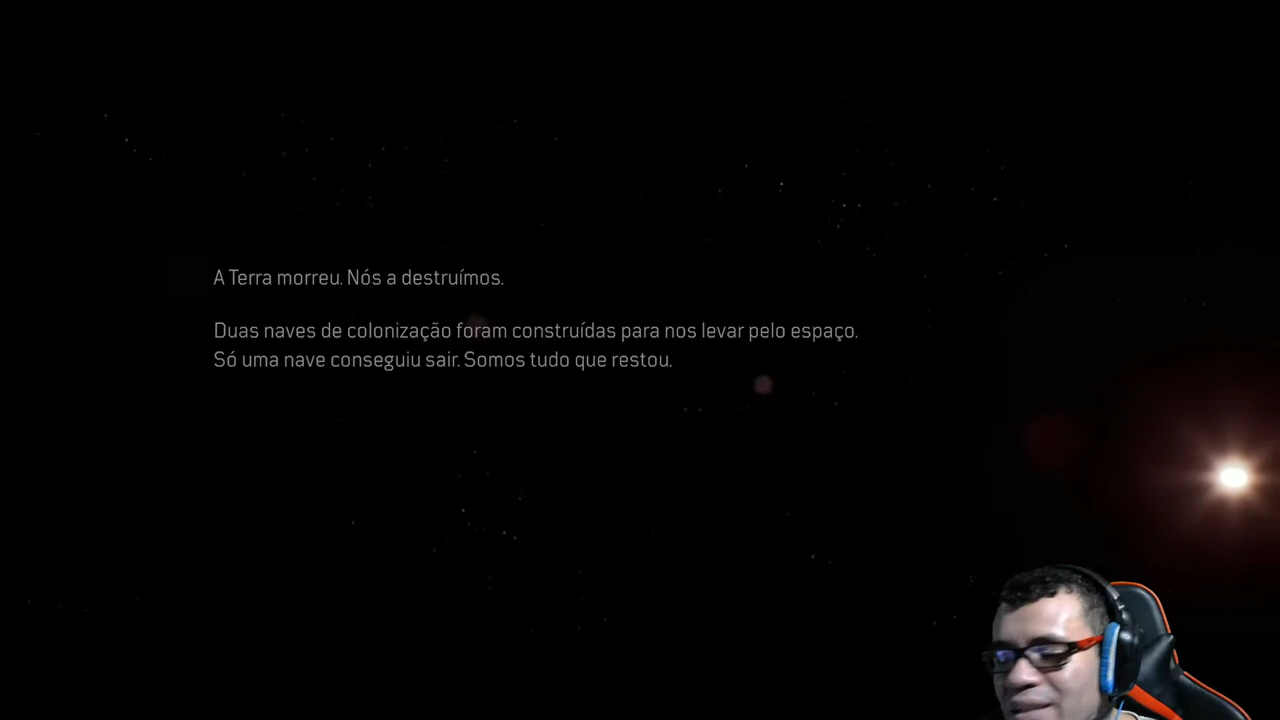 A Terra morreu. Nós a destruímos.
Duas naves de colonização foram construídas para nos levar pelo espaço.
Só uma nave conseguiu sair. Somos tudo que restou.